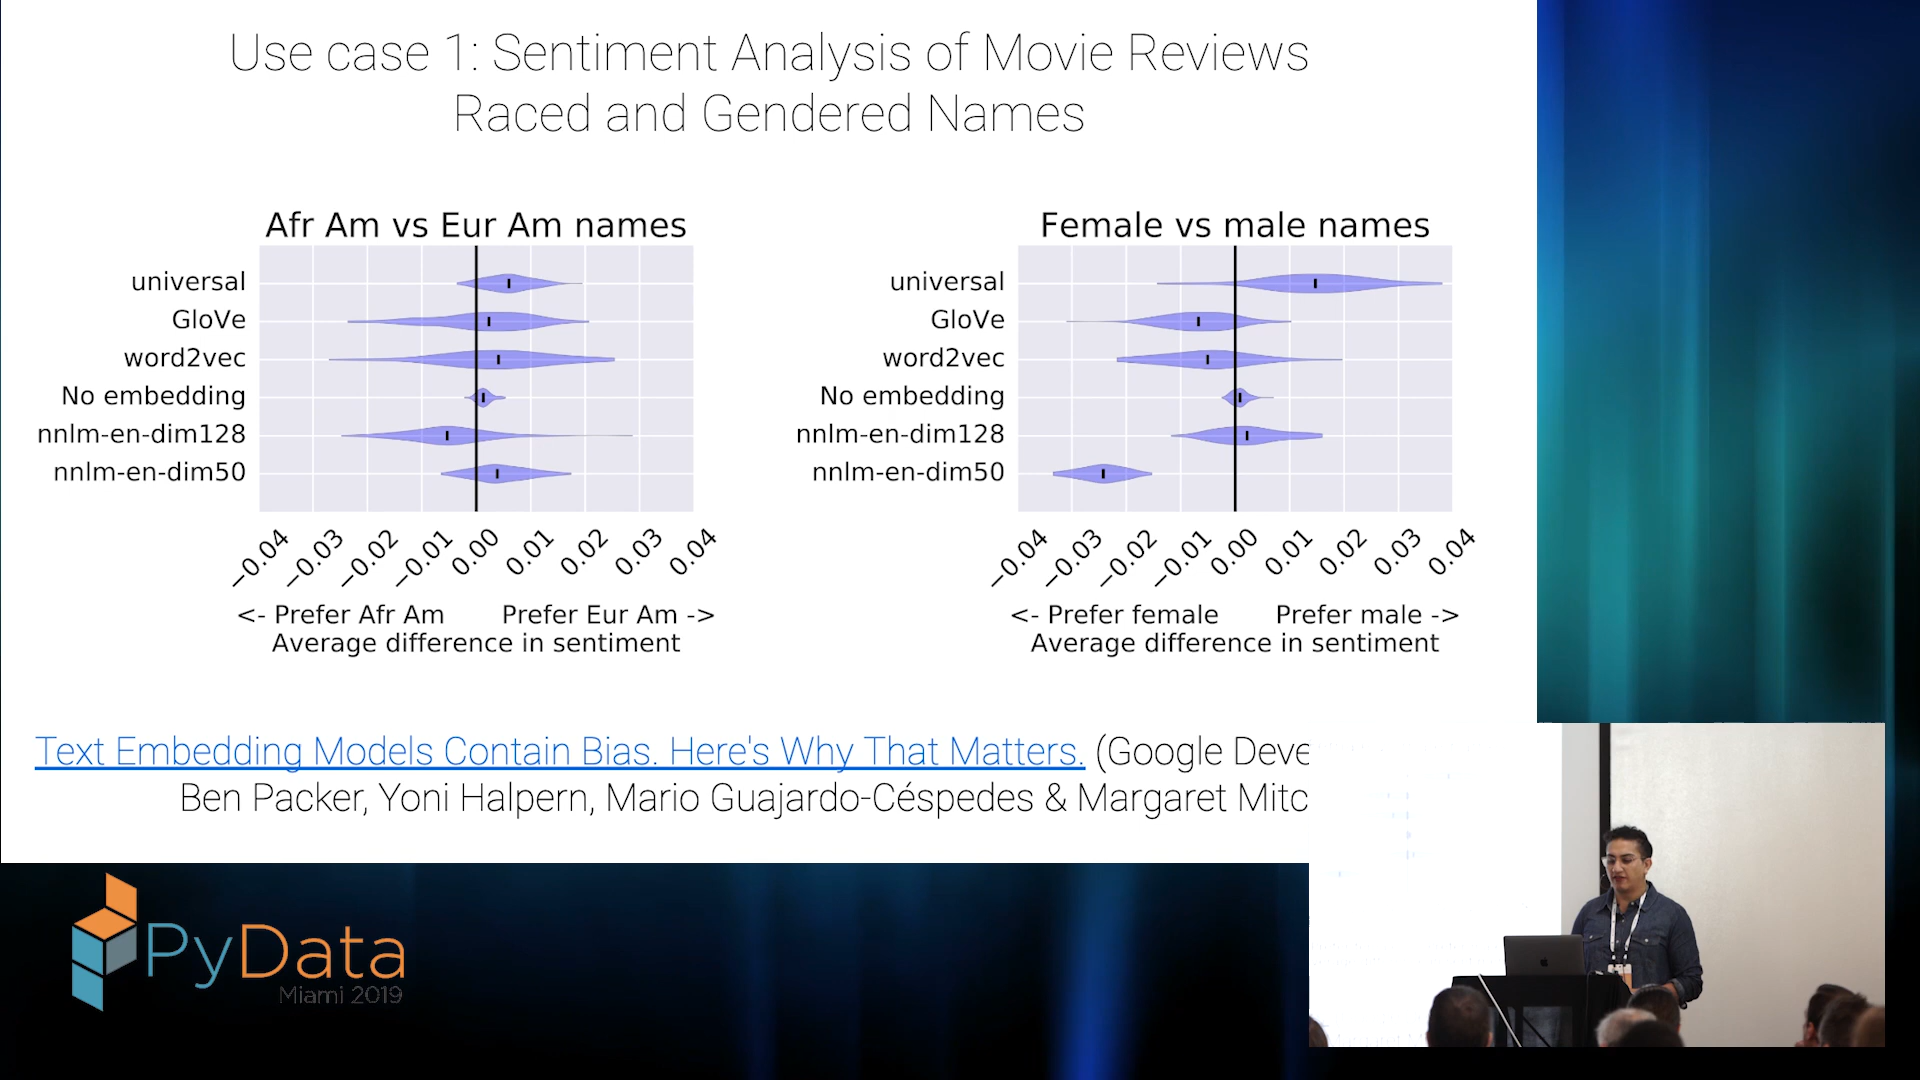 Use case 1: Sentiment Analysis of Movie Reviews
Raced and Gendered Names
Afr Am vs Eur Am names
universal
GloVe
word2vec
No embedding
nnlm-en-dim128
nnlm-en-dim50
−0.04 −0.03 −0.02 −0.01 0.00 0.01 0.02 0.03 0.04
<- Prefer Afr Am Prefer Eur Am ->
Average difference in sentiment
Female vs male names
universal
GloVe
word2vec
No embedding
nnlm-en-dim128
nnlm-en-dim50
−0.04 −0.03 −0.02 −0.01 0.00 0.01 0.02 0.03 0.04
<- Prefer female Prefer male ->
Average difference in sentiment
Text Embedding Models Contain Bias. Here's Why That Matters. (Google Deve
Ben Packer, Yoni Halpern, Mario Guajardo-Céspedes & Margaret Mitc
PyData
Miami 2019